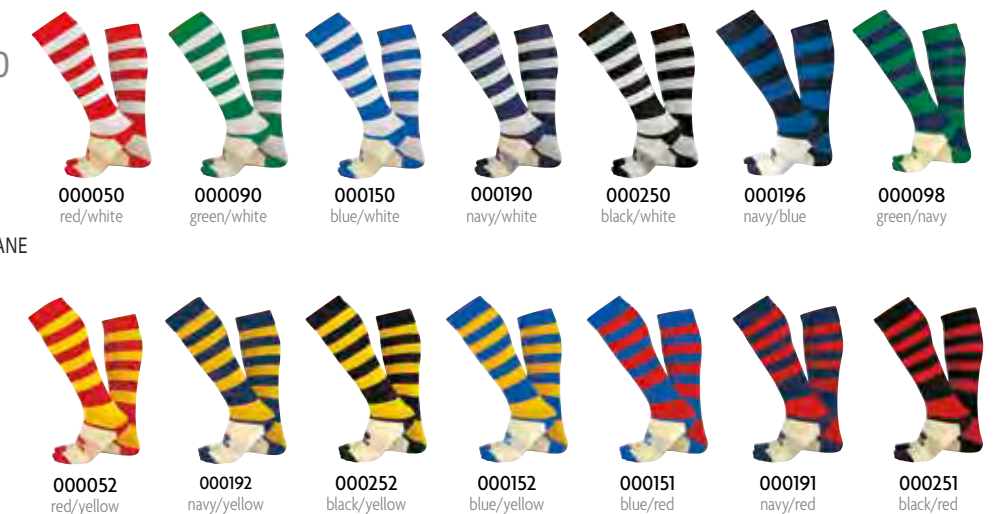 000050 000090 000150 000190 000250 000196 000098
red/white green/white blue/white navy/white black/white navy/blue green/navy
ANE
000052 000192 000252 000152 000151 000191 000251
red/yellow navy/yellow black/yellow blue/yellow blue/red navy/red black/red